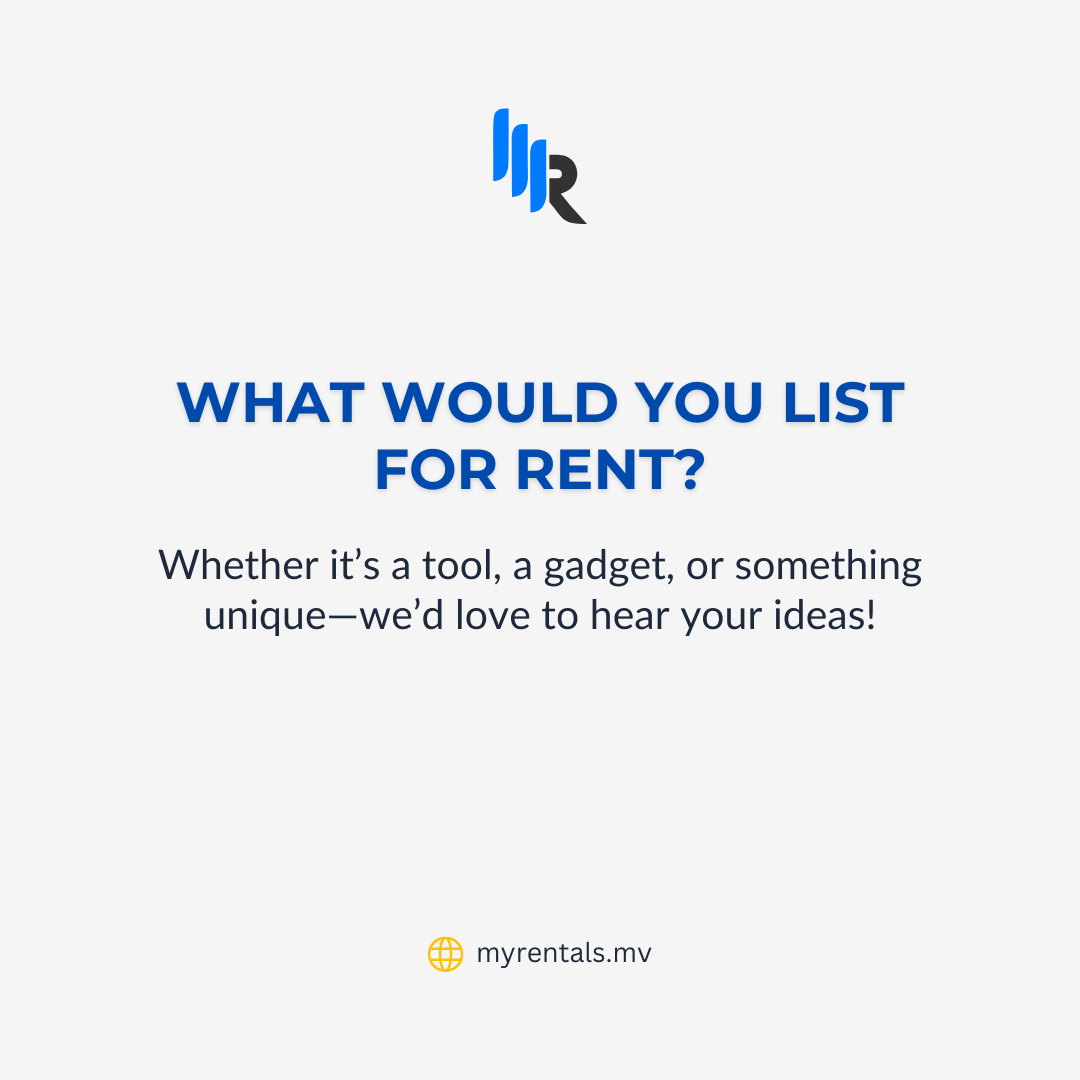 R
WHAT WOULD YOU LIST
FOR RENT?
Whether it’s a tool, a gadget, or something
unique—we’d love to hear your ideas!
myrentals.mv